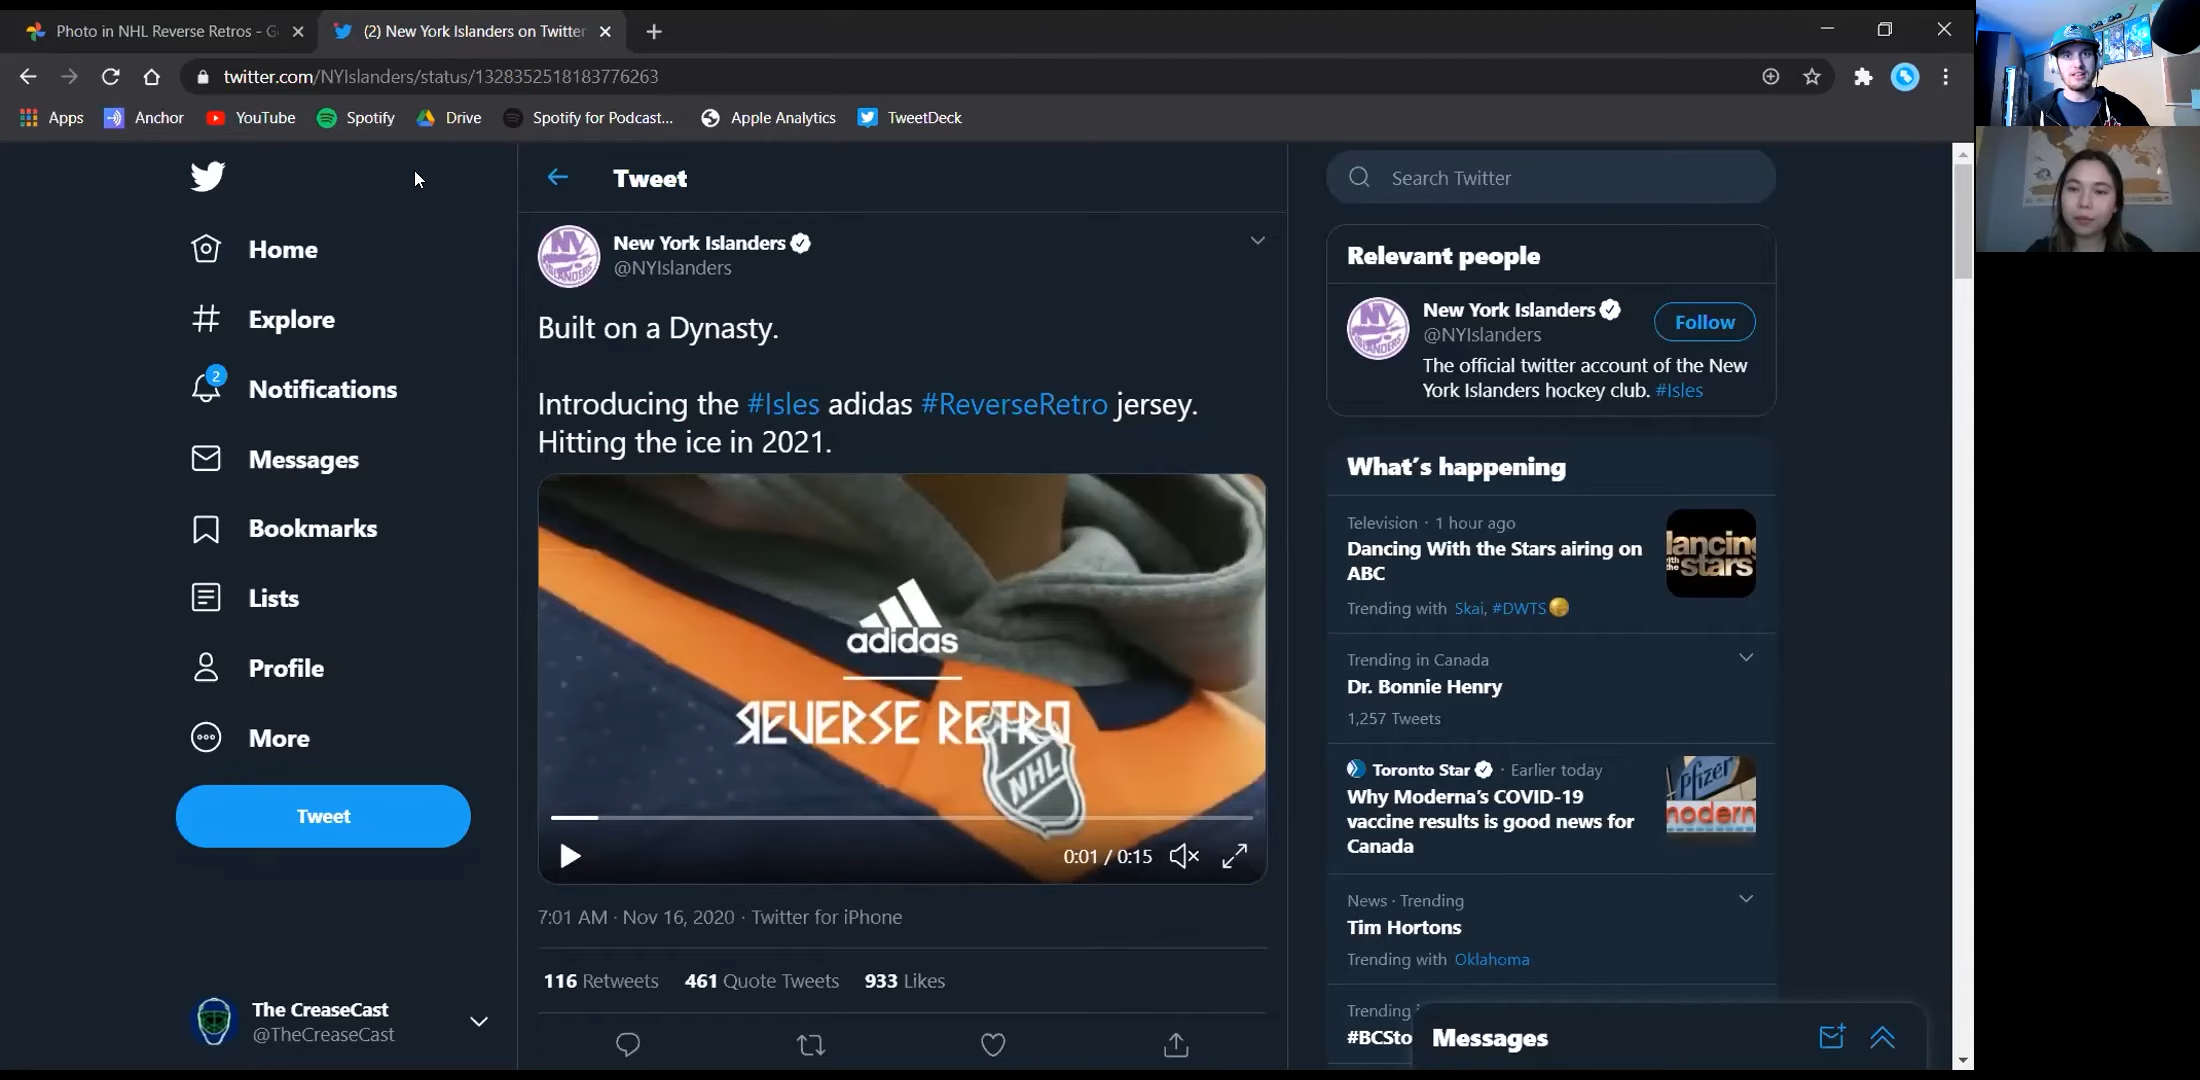 Photo in NHL Reverse Retros - G
(2) New York Islanders on Twitter
twitter.com/NYIslanders/status/1328352518183776263
Apps
Anchor
YouTube
Spotify
Drive
Spotify for Podcast...
Apple Analytics
TweetDeck
Home
Explore
2
Notifications
Messages
Bookmarks
Lists
Profile
More
Tweet
The CreaseCast
@TheCreaseCast
Tweet
New York Islanders
@NYIslanders
Built on a Dynasty.
Introducing the #Isles adidas #ReverseRetro jersey.
Hitting the ice in 2021.
adidas
REVERSE RETRO
NHL
0:01 / 0:15
7:01 AM · Nov 16, 2020 · Twitter for iPhone
116 Retweets 461 Quote Tweets 933 Likes
Search Twitter
Relevant people
New York Islanders
@NYIslanders
Follow
The official twitter account of the New
York Islanders hockey club. #Isles
What's happening
Television · 1 hour ago
Dancing With the Stars airing on
ABC
Trending with Skai, #DWTS
Trending in Canada
Dr. Bonnie Henry
1,257 Tweets
Toronto Star · Earlier today
Why Moderna's COVID-19
vaccine results is good news for
Canada
pfizer
modern
News · Trending
Tim Hortons
Trending with Oklahoma
Trending
#BCSto
Messages